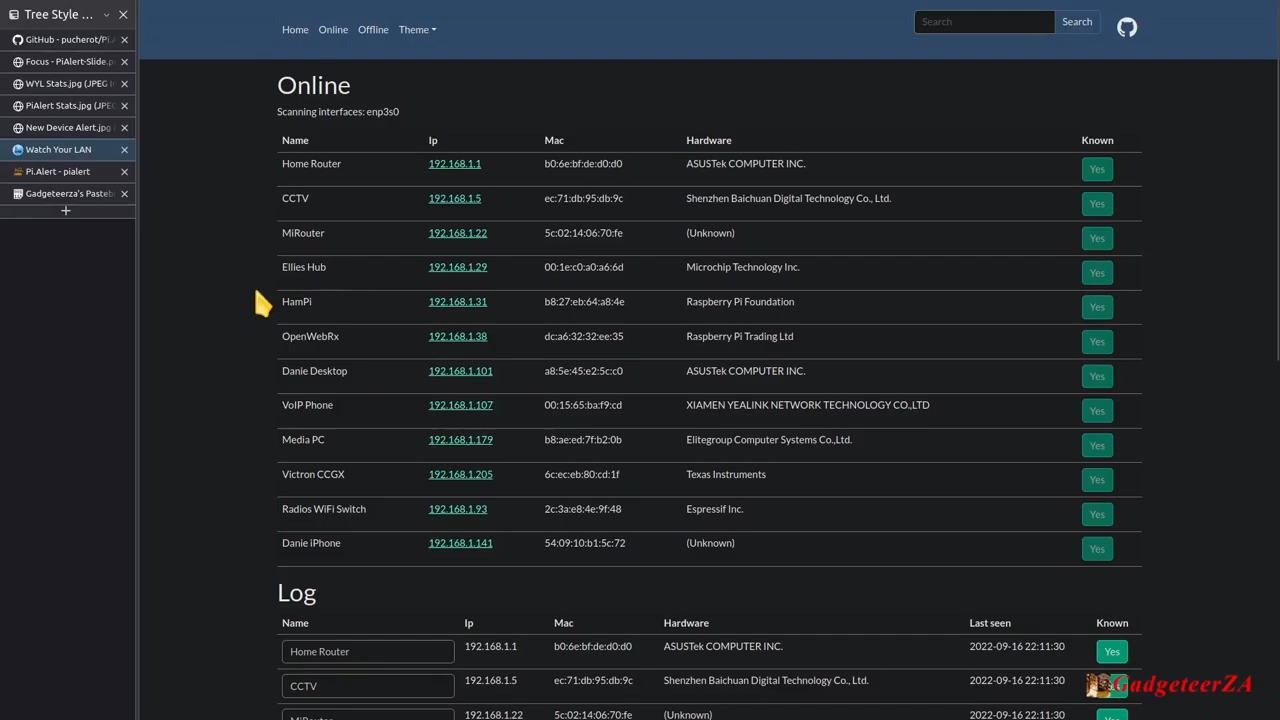 Tree Style ...
GitHub - pucherot/Pi.A
Focus - PiAlert-Slide.p
WYL Stats.jpg (JPEG I
PiAlert Stats.jpg (JPEG
New Device Alert.jpg
Watch Your LAN
Pi.Alert - pialert
Gadgeteerza's Pasteb
Home Online Offline Theme Search Search
Online
Scanning interfaces: enp3s0
Name Ip Mac Hardware Known
Home Router 192.168.1.1 b0:6e:bf:de:d0:d0 ASUSTek COMPUTER INC. Yes
CCTV 192.168.1.5 ec:71:db:95:db:9c Shenzhen Baichuan Digital Technology Co., Ltd. Yes
MiRouter 192.168.1.22 5c:02:14:06:70:fe (Unknown) Yes
Ellies Hub 192.168.1.29 00:1e:c0:a0:a6:6d Microchip Technology Inc. Yes
HamPi 192.168.1.31 b8:27:eb:64:a8:4e Raspberry Pi Foundation Yes
OpenWebRx 192.168.1.38 dc:a6:32:32:ee:35 Raspberry Pi Trading Ltd Yes
Danie Desktop 192.168.1.101 a8:5e:45:e2:5c:c0 ASUSTek COMPUTER INC. Yes
VoIP Phone 192.168.1.107 00:15:65:ba:f9:cd XIAMEN YEALINK NETWORK TECHNOLOGY CO.,LTD Yes
Media PC 192.168.1.179 b8:ae:ed:7f:b2:0b Elitegroup Computer Systems Co.,Ltd. Yes
Victron CCGX 192.168.1.205 6c:ec:eb:80:cd:1f Texas Instruments Yes
Radios WiFi Switch 192.168.1.93 2c:3a:e8:4e:9f:48 Espressif Inc. Yes
Danie iPhone 192.168.1.141 54:09:10:b1:5c:72 (Unknown) Yes
Log
Name Ip Mac Hardware Last seen Known
Home Router 192.168.1.1 b0:6e:bf:de:d0:d0 ASUSTek COMPUTER INC. 2022-09-16 22:11:30 Yes
CCTV 192.168.1.5 ec:71:db:95:db:9c Shenzhen Baichuan Digital Technology Co., Ltd. 2022-09-16 22:11:30
GadgeteerZA
MiRouter 192.168.1.22 5c:02:14:06:70:fe (Unknown) 2022-09-16 22:11:30 Yes